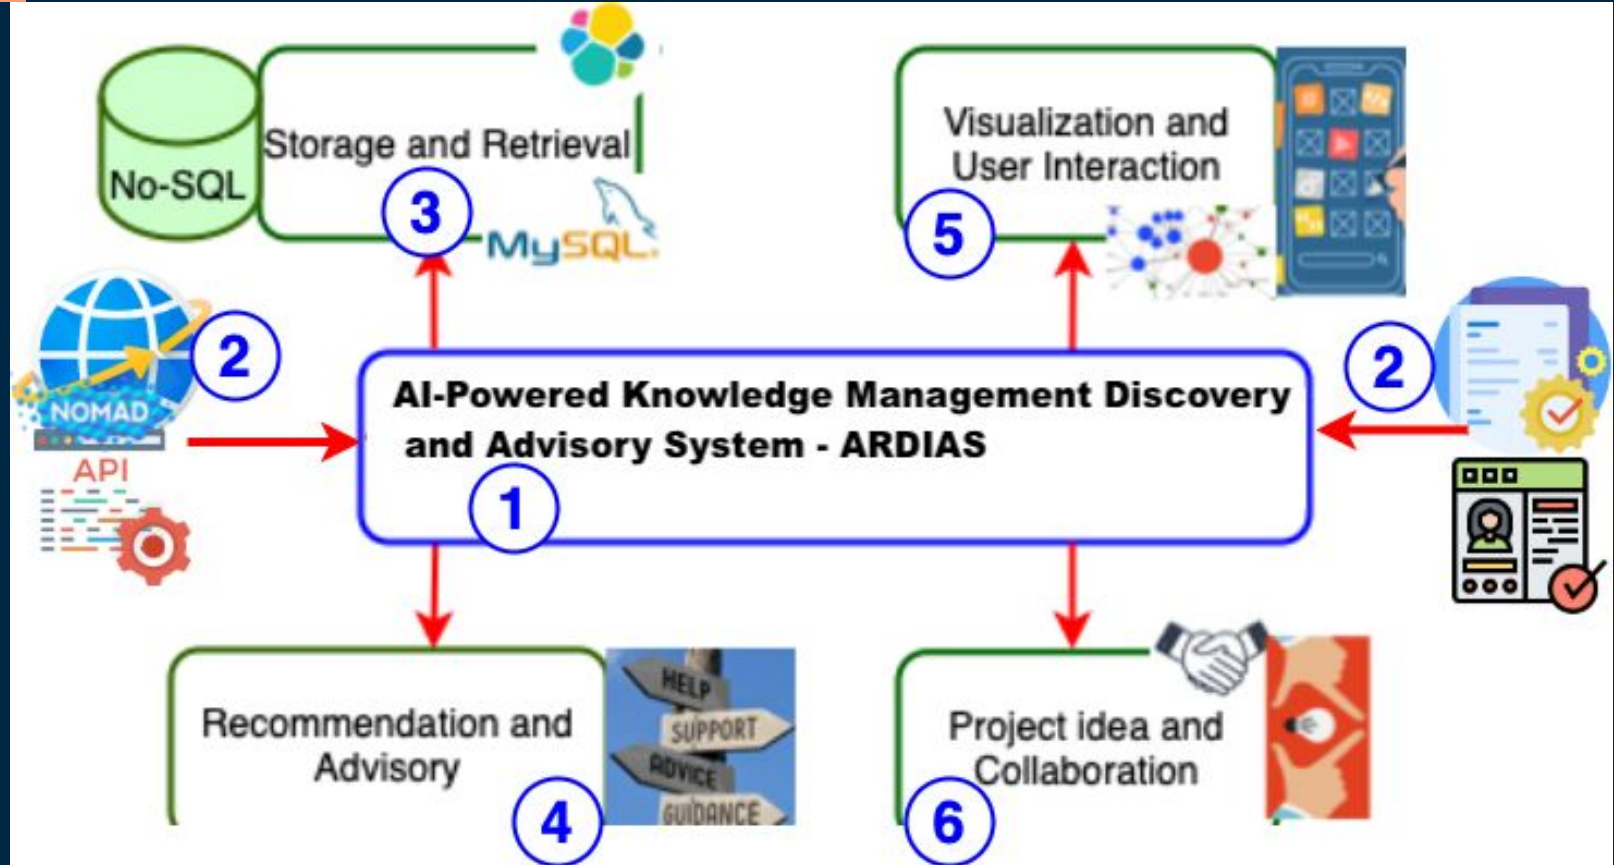 No-SQL
Storage and Retrieval
3
MySQL
Visualization and
User Interaction
5
2
NOMAD
API
AI-Powered Knowledge Management Discovery
and Advisory System - ARDIAS
1
2
Recommendation and
Advisory
4
HELP
SUPPORT
ADVICE
GUIDANCE
Project idea and
Collaboration
6